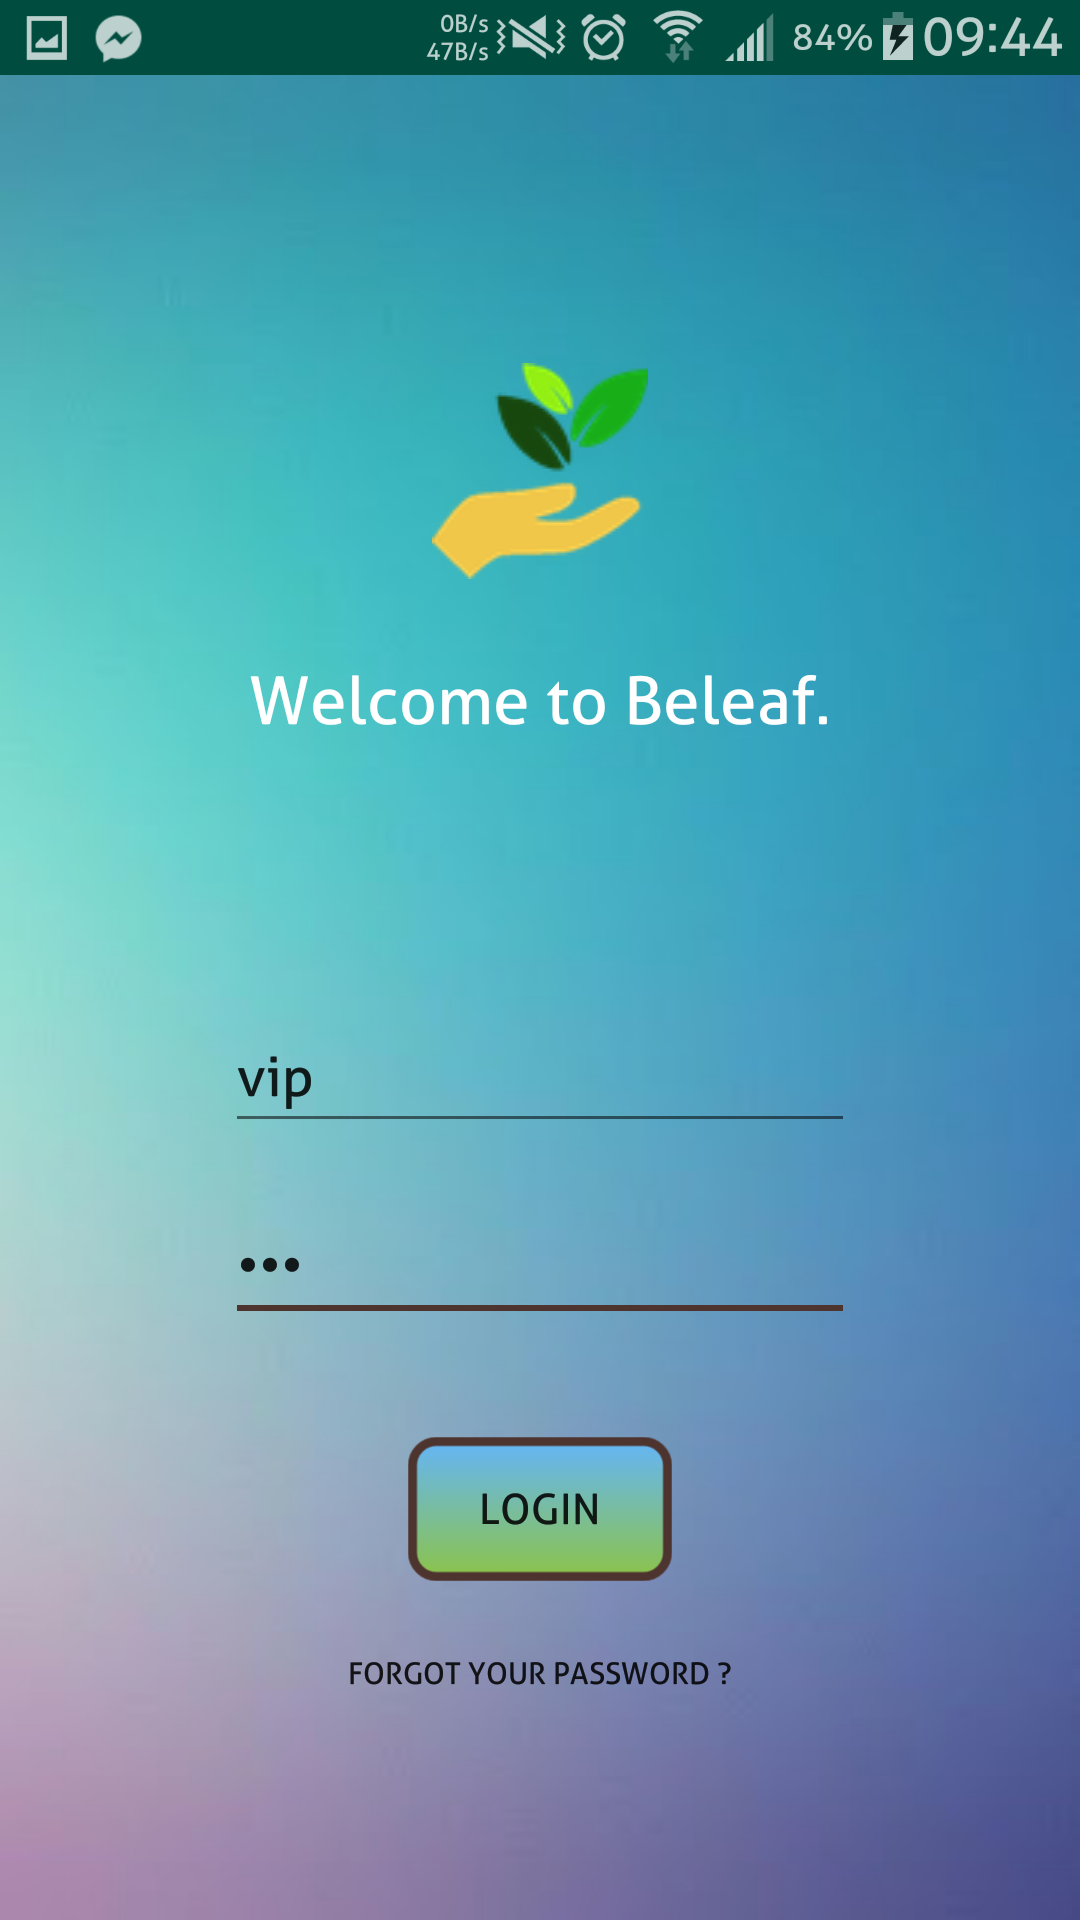 0B/s
47B/s
84% 09:44
Welcome to Beleaf.
vip
•••
LOGIN
FORGOT YOUR PASSWORD ?